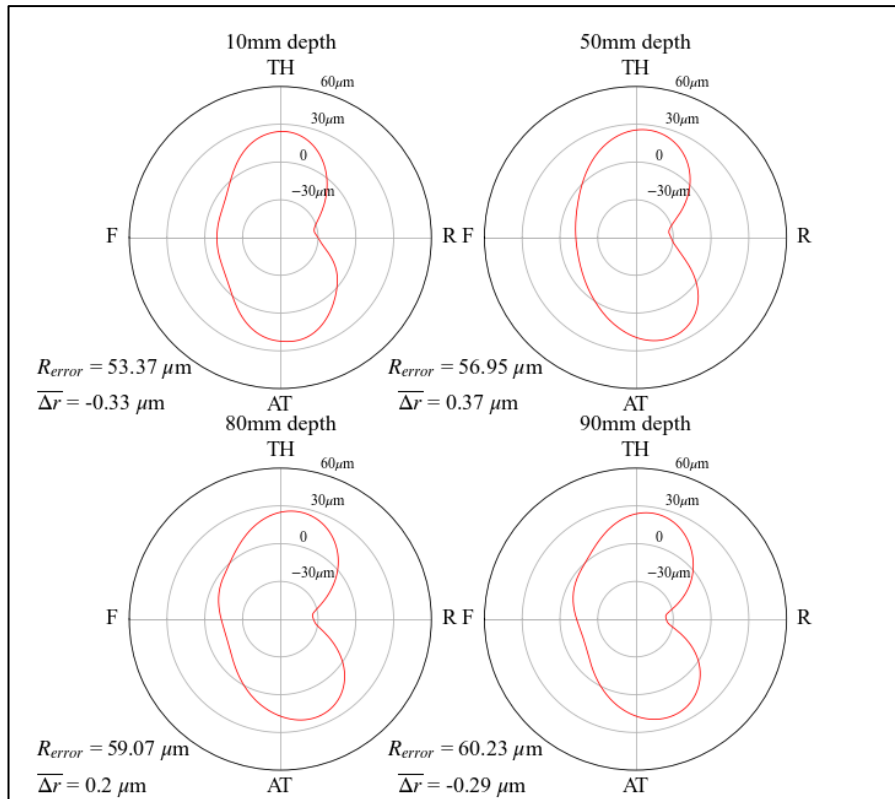 10mm depth
TH
60μm
30μm
0
−30μm
F
R
R_error = 53.37 μm
Δr̅ = -0.33 μm
AT
50mm depth
TH
60μm
30μm
0
−30μm
F
R
R_error = 56.95 μm
Δr̅ = 0.37 μm
AT
80mm depth
TH
60μm
30μm
0
−30μm
F
R
R_error = 59.07 μm
Δr̅ = 0.2 μm
AT
90mm depth
TH
60μm
30μm
0
−30μm
F
R
R_error = 60.23 μm
Δr̅ = -0.29 μm
AT